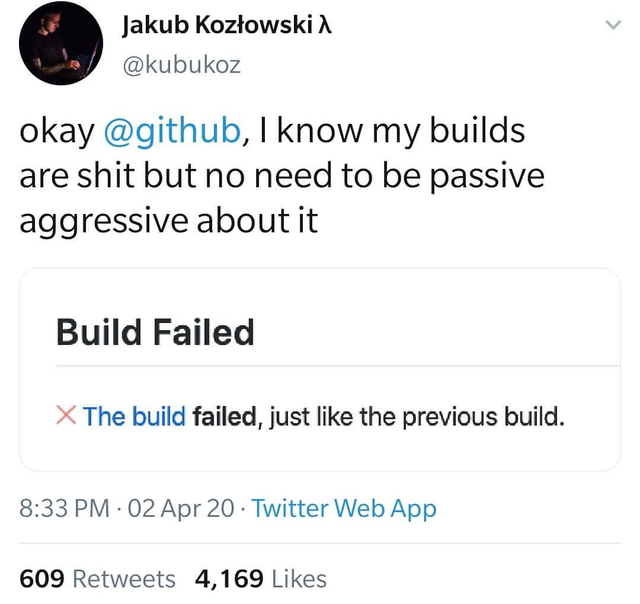 Jakub Kozłowski λ
@kubukoz
okay @github, I know my builds
are shit but no need to be passive
aggressive about it
Build Failed
The build failed, just like the previous build.
8:33 PM · 02 Apr 20 · Twitter Web App
609 Retweets 4,169 Likes